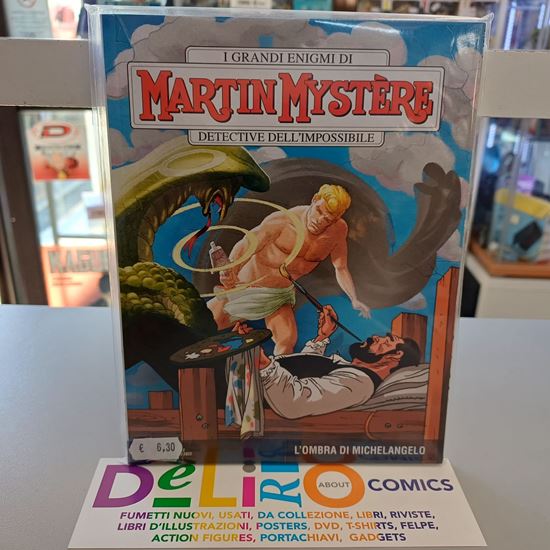 I GRANDI ENIGMI DI
MARTIN MYSTÈRE
DETECTIVE DELL'IMPOSSIBILE
L'OMBRA DI MICHELANGELO
€ 6,30
DeLiRiO
ABOUT
COMICS
FUMETTI NUOVI, USATI, DA COLLEZIONE, LIBRI, RIVISTE,
LIBRI D'ILLUSTRAZIONI, POSTERS, DVD, T-SHIRTS, FELPE,
ACTION FIGURES, PORTACHIAVI, GADGETS